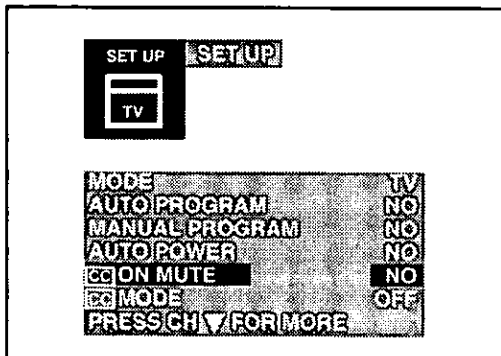 SET UP SET UP
TV
MODE TV
AUTO PROGRAM NO
MANUAL PROGRAM NO
AUTO POWER NO
CC ON MUTE NO
CC MODE OFF
PRESS CH ▼ FOR MORE